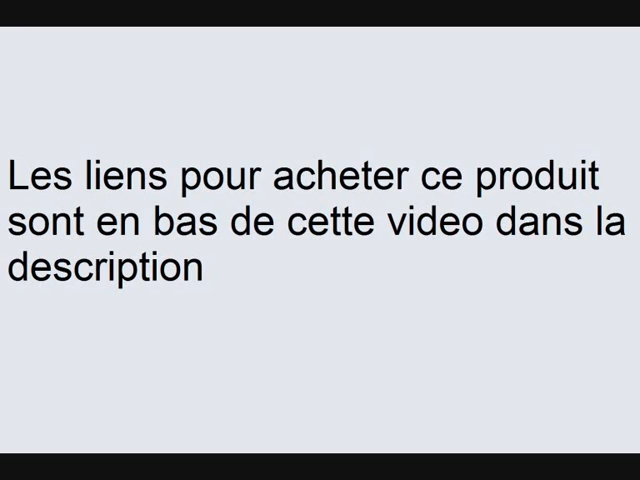 Les liens pour acheter ce produit
sont en bas de cette video dans la
description